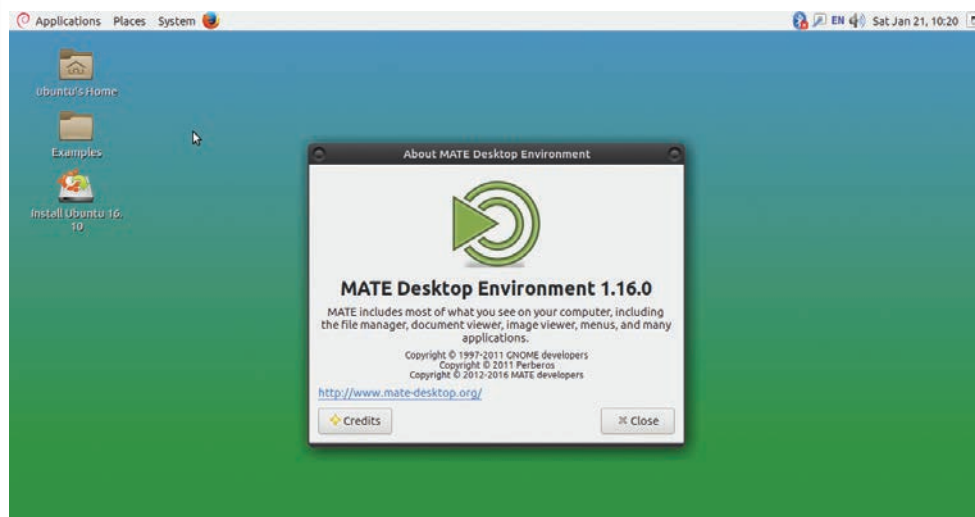 Applications Places System
EN Sat Jan 21, 10:20
Ubuntu's Home
Examples
Install Ubuntu 16.
10
About MATE Desktop Environment
MATE Desktop Environment 1.16.0
MATE includes most of what you see on your computer, including
the file manager, document viewer, image viewer, menus, and many
applications.
Copyright © 1997-2011 GNOME developers
Copyright © 2011 Perberos
Copyright © 2012-2016 MATE developers
http://www.mate-desktop.org/
Credits
Close